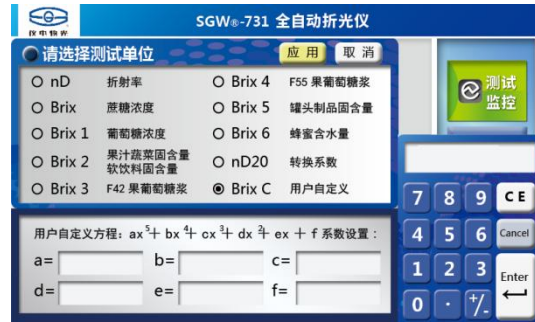 仪电物光
SGW®-731 全自动折光仪
请选择测试单位
应用 取消
nD 折射率
Brix 4 F55 果葡萄糖浆
Brix 蔗糖浓度
Brix 5 罐头制品固含量
Brix 1 葡萄糖浓度
Brix 6 蜂蜜含水量
Brix 2 果汁蔬菜固含量
软饮料固含量
nD20 转换系数
Brix 3 F42 果葡萄糖浆
Brix C 用户自定义
测试
监控
用户自定义方程：ax⁵+ bx⁴+ cx³+ dx²+ ex + f 系数设置：
a= b= c=
d= e= f=
7 8 9 CE
4 5 6 Cancel
1 2 3 Enter
0 · +/-